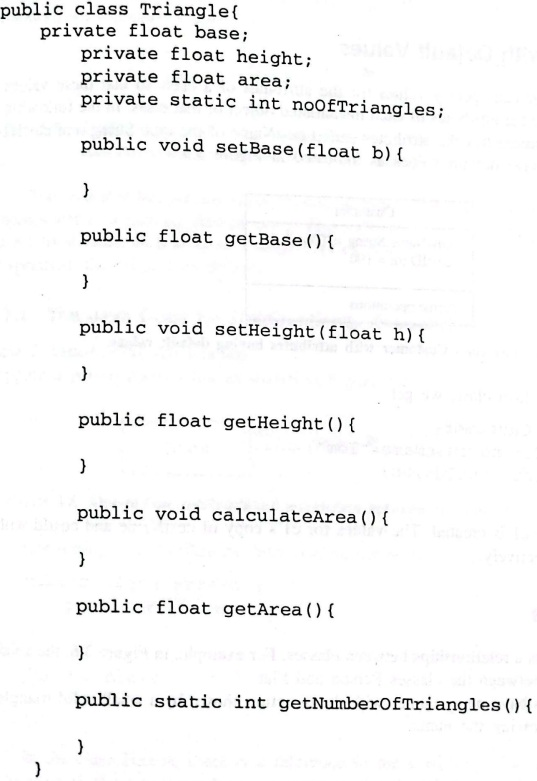 public class Triangle{
private float base;
private float height;
private float area;
private static int noOfTriangles;
public void setBase(float b){
}
public float getBase(){
}
public void setHeight(float h){
}
public float getHeight(){
}
public void calculateArea(){
}
public float getArea(){
}
public static int getNumberOfTriangles(){
}
}